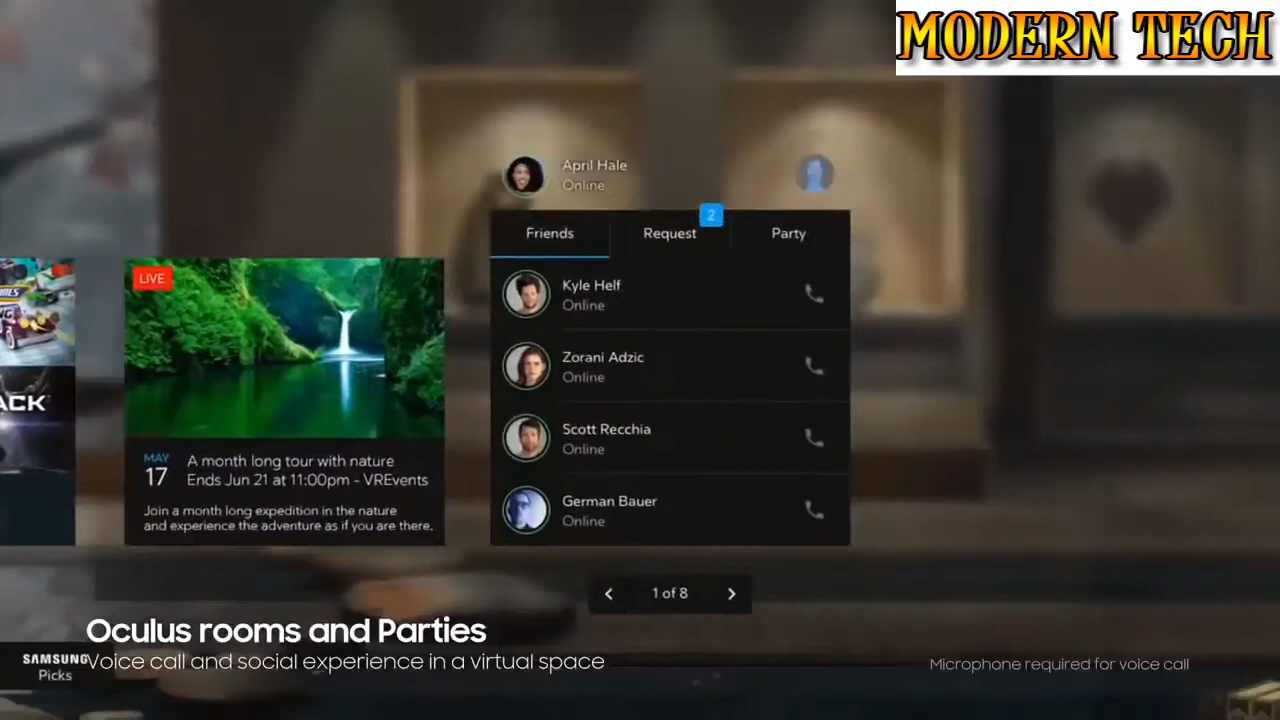 MODERN TECH
April Hale
Online
Friends
Request
2
Party
Kyle Helf
Online
Zorani Adzic
Online
Scott Recchia
Online
German Bauer
Online
1 of 8
LIVE
MAY
17
A month long tour with nature
Ends Jun 21 at 11:00pm - VREvents
Join a month long expedition in the nature
and experience the adventure as if you are there.
Oculus rooms and Parties
Voice call and social experience in a virtual space
SAMSUNG
Picks
Microphone required for voice call